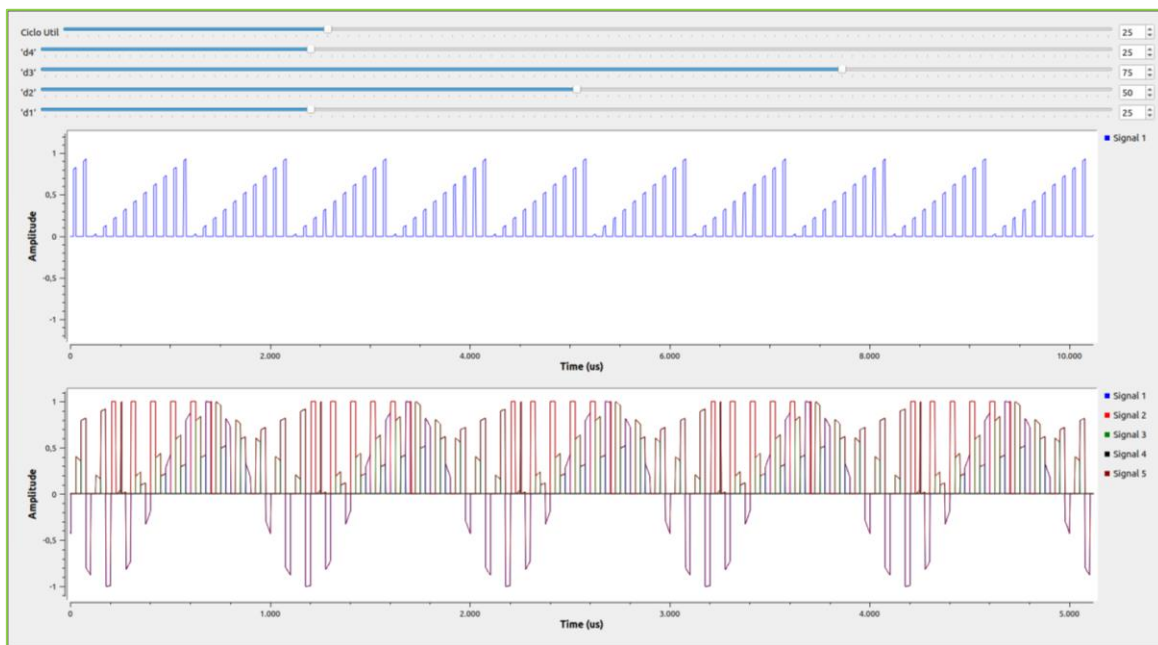 Ciclo Util 25
'd4' 25
'd3' 75
'd2' 50
'd1' 25
Signal 1
1
0,5
0
-0,5
-1
Amplitude
0 2.000 4.000 6.000 8.000 10.000
Time (us)
Signal 1
Signal 2
Signal 3
Signal 4
Signal 5
1
0,5
0
-0,5
-1
Amplitude
0 1.000 2.000 3.000 4.000 5.000
Time (us)